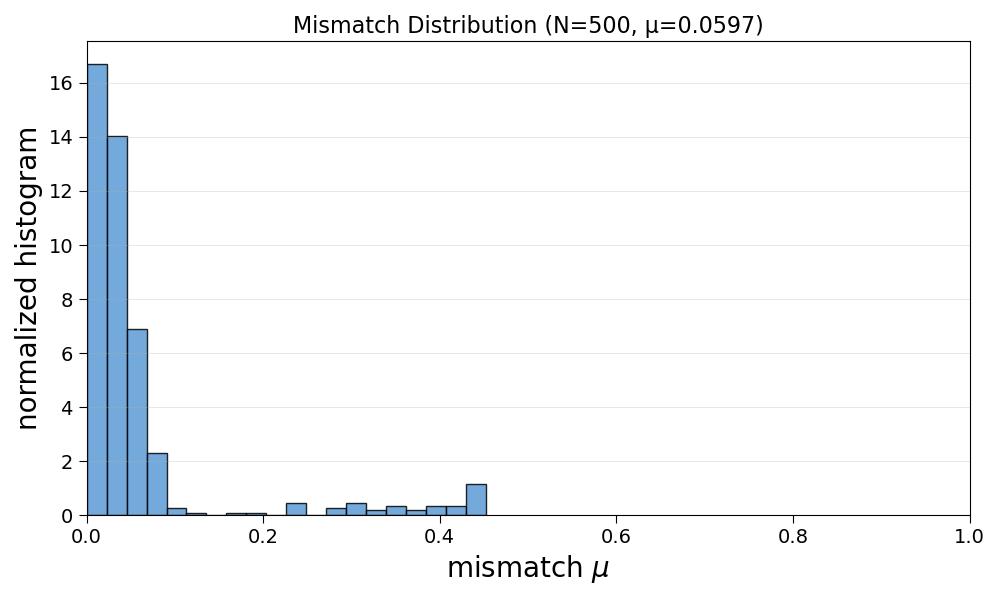 Mismatch Distribution (N=500, μ=0.0597)
normalized histogram
16
14
12
10
8
6
4
2
0
0.0 0.2 0.4 0.6 0.8 1.0
mismatch μ